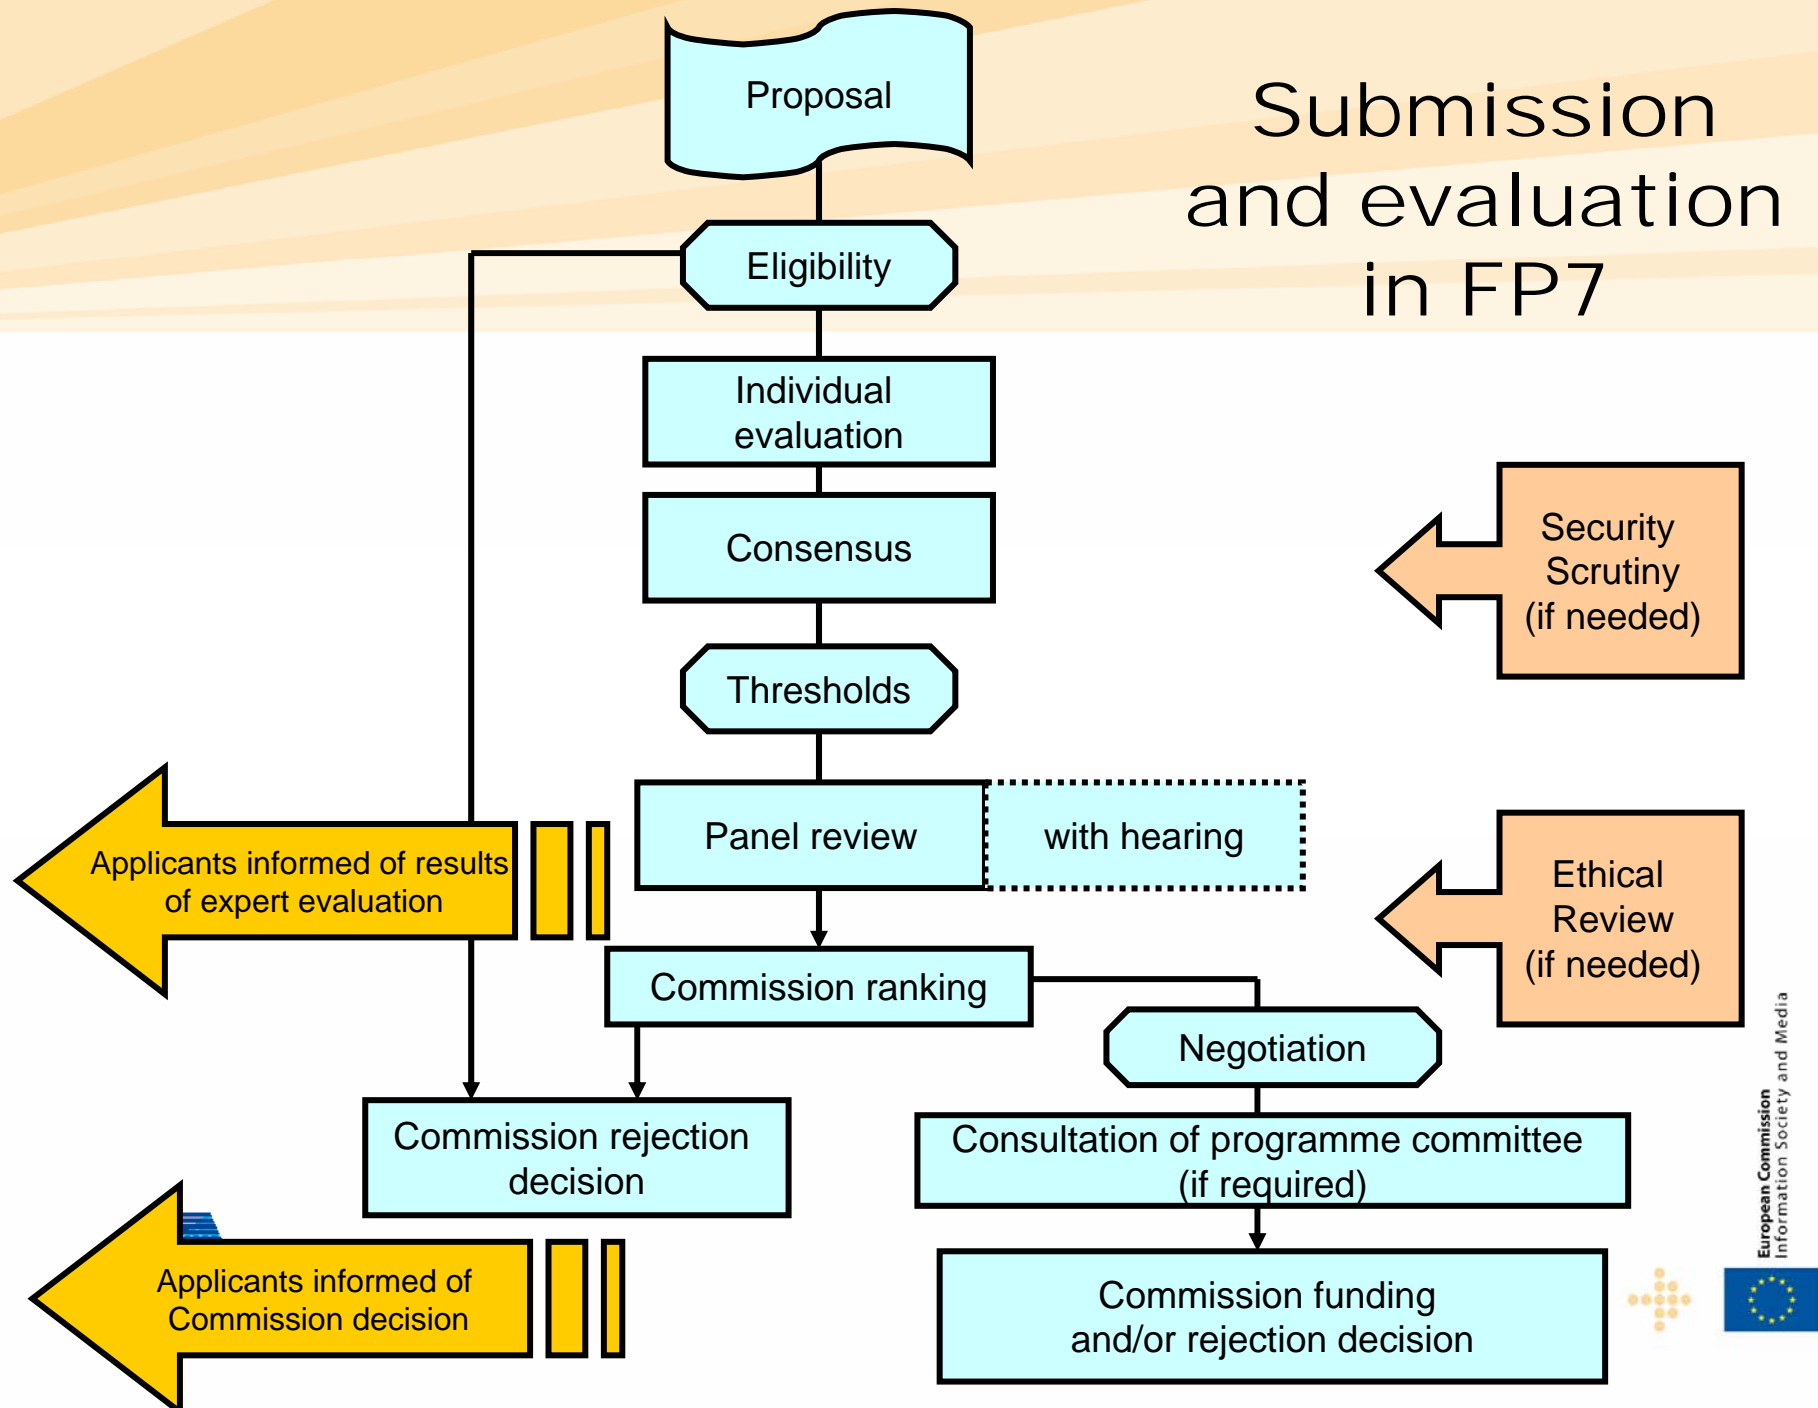 Submission
and evaluation
in FP7
Proposal
Eligibility
Individual
evaluation
Consensus
Security
Scrutiny
(if needed)
Thresholds
Panel review
with hearing
Applicants informed of results
of expert evaluation
Ethical
Review
(if needed)
Commission ranking
Negotiation
Commission rejection
decision
Consultation of programme committee
(if required)
Applicants informed of
Commission decision
Commission funding
and/or rejection decision
European Commission
Information Society and Media